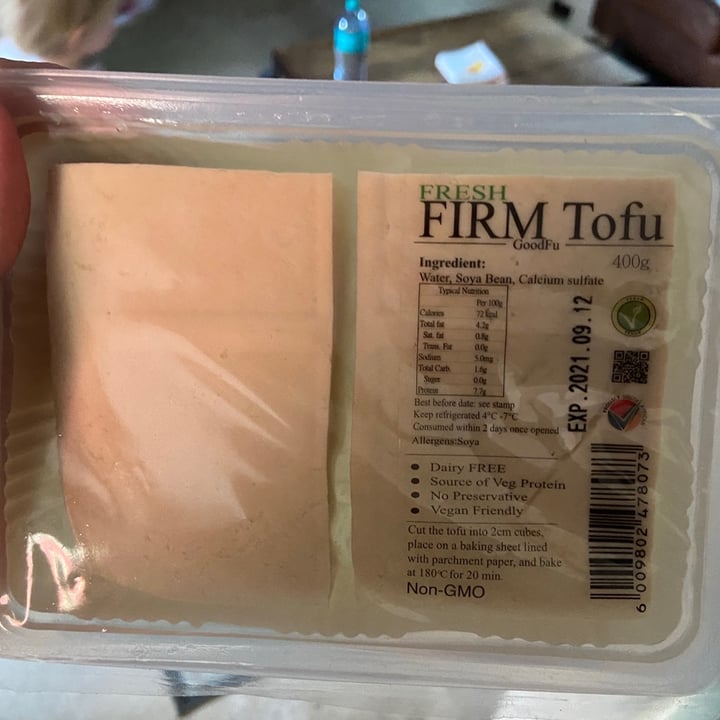 FRESH
FIRM Tofu
GoodFu
400g
Ingredient:
Water, Soya Bean, Calcium sulfate
Typical Nutrition
Per 100g
Calories 72 kcal
Total fat 4.2g
Sat. fat 0.8g
Trans. Fat 0.0g
Sodium 5.0mg
Total Carb. 1.6g
Suger 0.0g
Protein 7.7g
Best before date: see stamp
Keep refrigerated 4°C -7°C
Consumed within 2 days once opened
Allergens:Soya
EXP.2021.09.12
● Dairy FREE
● Source of Veg Protein
● No Preservative
● Vegan Friendly
Cut the tofu into 2cm cubes,
place on a baking sheet lined
with parchment paper, and bake
at 180℃ for 20 min.
Non-GMO
6 009802 478073